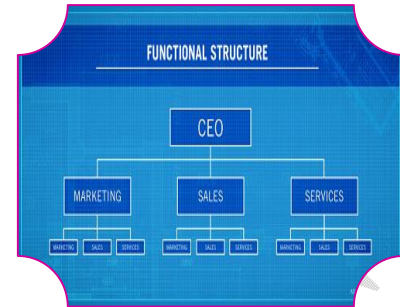 FUNCTIONAL STRUCTURE
CEO
MARKETING SALES SERVICES
MARKETING SALES SERVICES MARKETING SALES SERVICES MARKETING SALES SERVICES